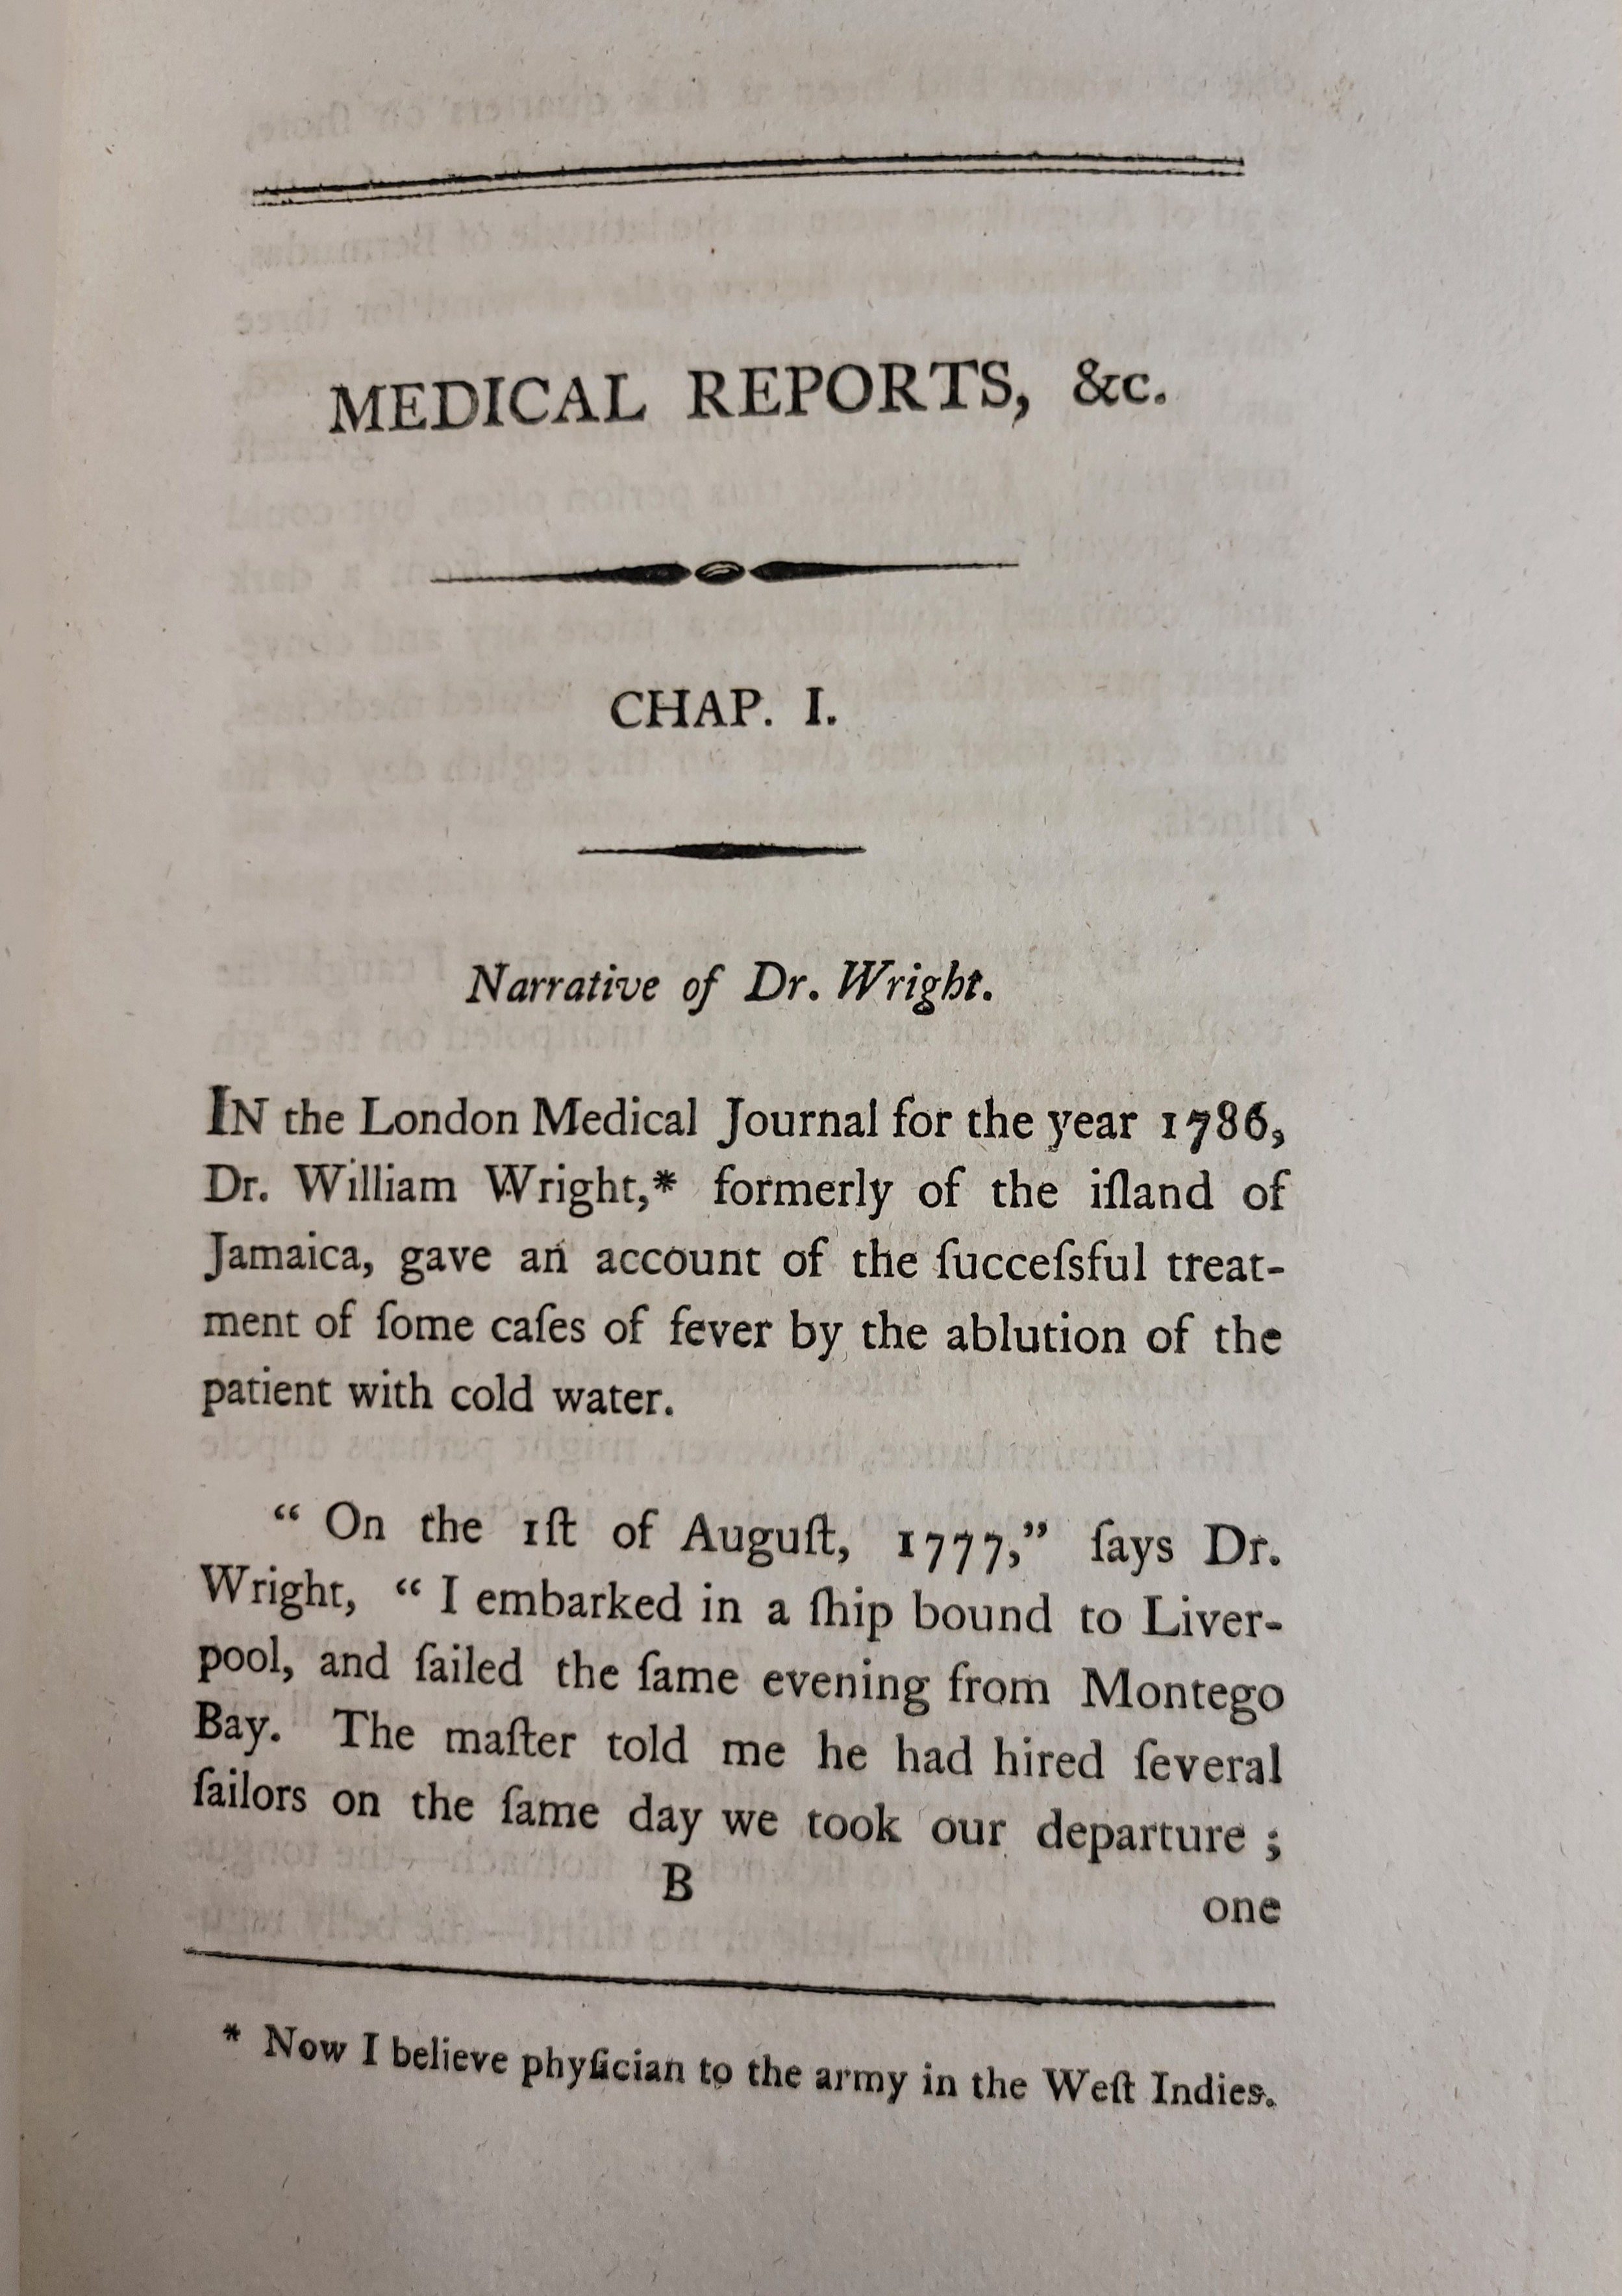 MEDICAL REPORTS, &c.
CHAP. I.
Narrative of Dr. Wright.
IN the London Medical Journal for the year 1786,
Dr. William Wright,* formerly of the iſland of
Jamaica, gave an account of the ſucceſsful treat-
ment of ſome caſes of fever by the ablution of the
patient with cold water.
“ On the 1ſt of Auguſt, 1777,” ſays Dr.
Wright, “ I embarked in a ſhip bound to Liver-
pool, and ſailed the ſame evening from Montego
Bay. The maſter told me he had hired ſeveral
ſailors on the ſame day we took our departure ;
B
one
* Now I believe phyſician to the army in the Weſt Indies.